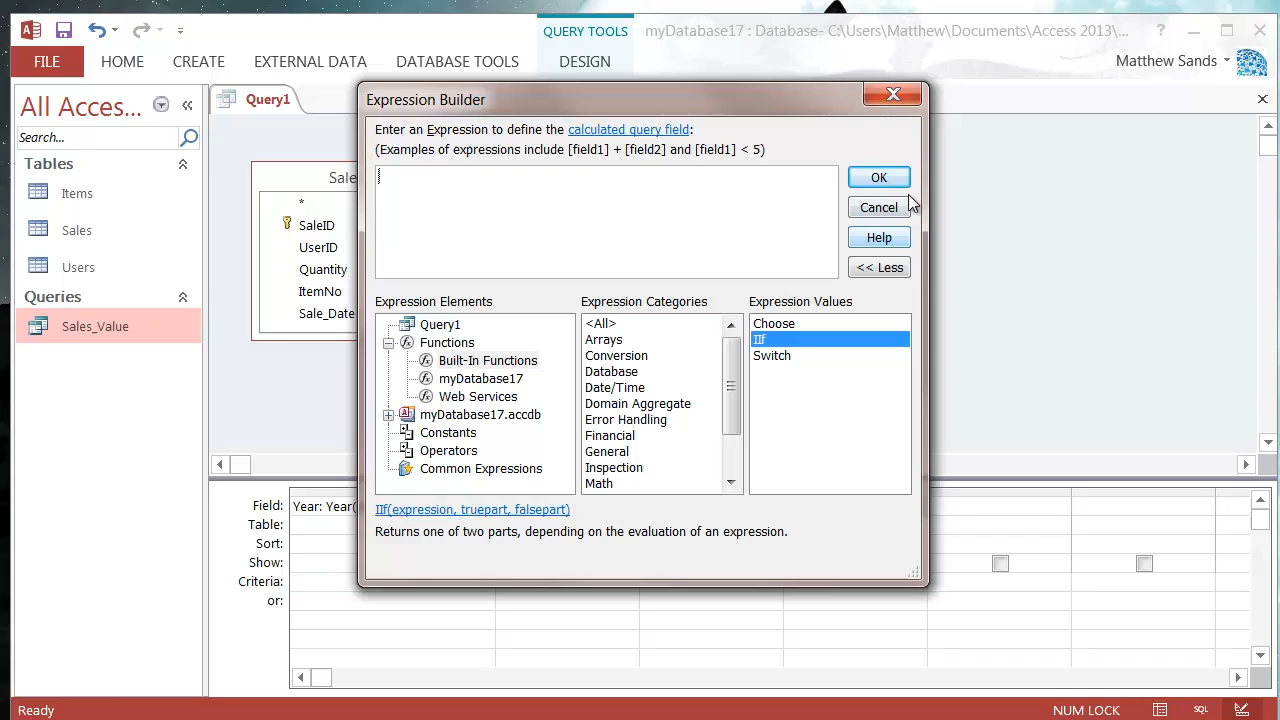 QUERY TOOLS
myDatabase17 : Database- C:\Users\Matthew\Documents\Access 2013\...
?
FILE
HOME
CREATE
EXTERNAL DATA
DATABASE TOOLS
DESIGN
Matthew Sands
All Acces...
Search...
Tables
Items
Sales
Users
Queries
Sales_Value
Query1
Sale
*
SaleID
UserID
Quantity
ItemNo
Sale_Date
Expression Builder
Enter an Expression to define the calculated query field:
(Examples of expressions include [field1] + [field2] and [field1] < 5)
OK
Cancel
Help
<< Less
Expression Elements
Query1
Functions
Built-In Functions
myDatabase17
Web Services
myDatabase17.accdb
Constants
Operators
Common Expressions
Expression Categories
<All>
Arrays
Conversion
Database
Date/Time
Domain Aggregate
Error Handling
Financial
General
Inspection
Math
Expression Values
Choose
IIf
Switch
IIf(expression, truepart, falsepart)
Returns one of two parts, depending on the evaluation of an expression.
Field: Year: Year(
Table:
Sort:
Show:
Criteria:
or:
Ready
NUM LOCK
SQL